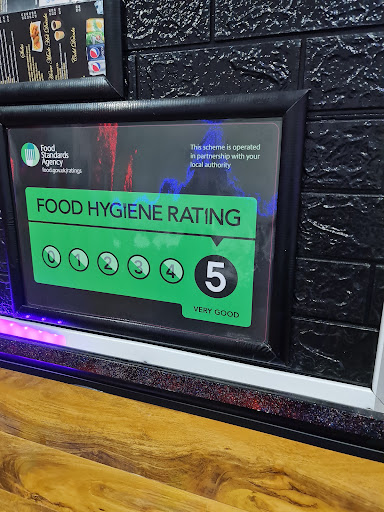 Food
Standards
Agency
food.gov.uk/ratings
This scheme is operated
in partnership with your
local authority
FOOD HYGIENE RATING
0 1 2 3 4 5
VERY GOOD